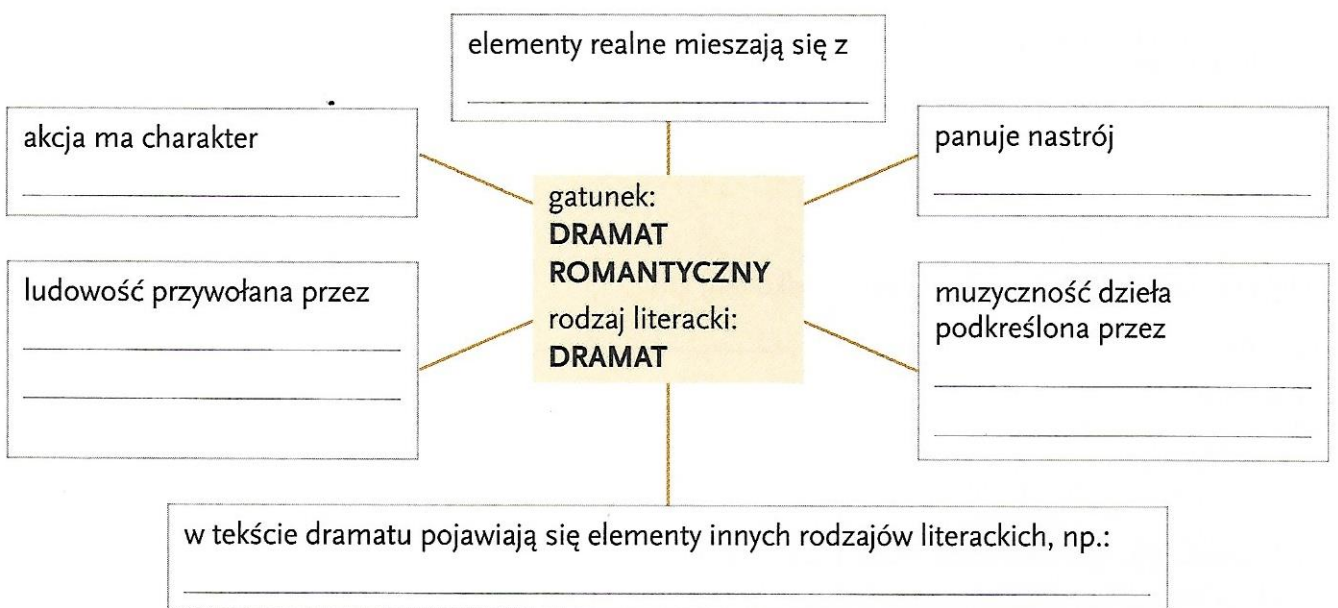 elementy realne mieszają się z
akcja ma charakter
panuje nastrój
gatunek:
DRAMAT
ROMANTYCZNY
rodzaj literacki:
DRAMAT
ludowość przywołana przez
muzyczność dzieła
podkreślona przez
w tekście dramatu pojawiają się elementy innych rodzajów literackich, np.: